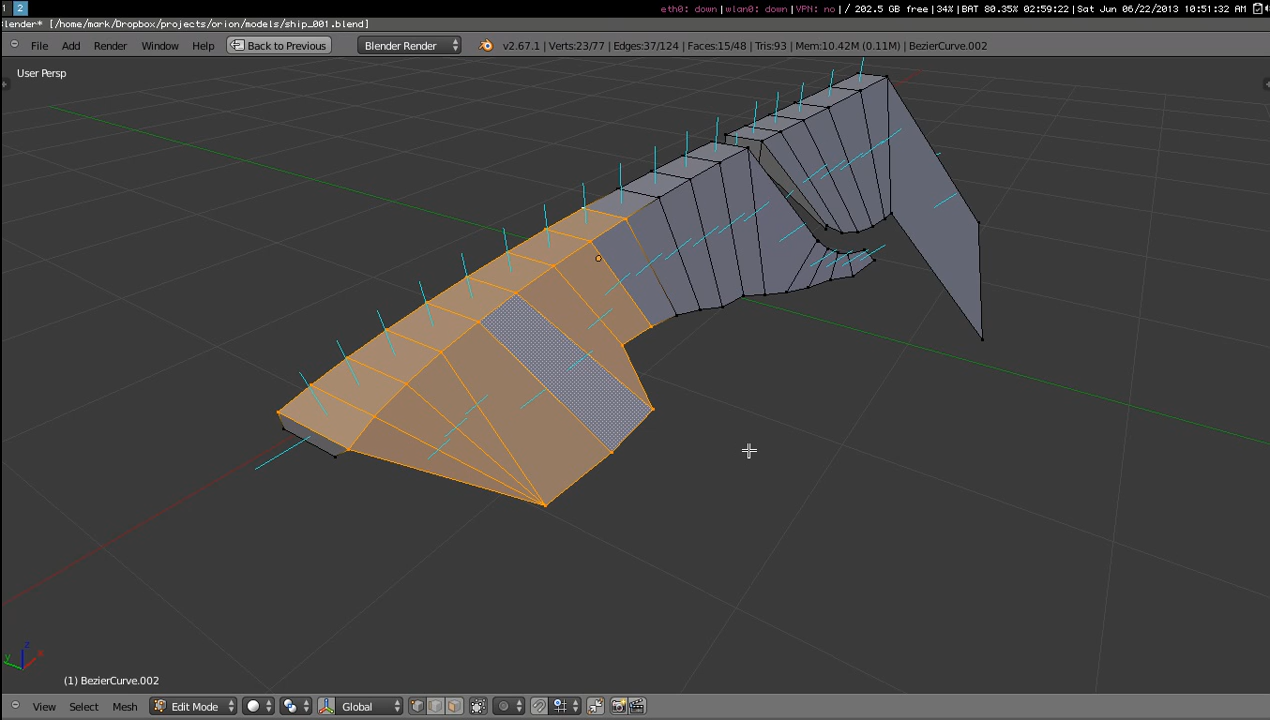 1 2 eth0: down|wlan0: down|VPN: no|/ 202.5 GB free|34%|BAT 80.35% 02:59:22|Sat Jun 06/22/2013 10:51:32 AM
lender* [/home/mark/Dropbox/projects/orion/models/ship_001.blend]
File Add Render Window Help Back to Previous Blender Render v2.67.1 | Verts:23/77 | Edges:37/124 | Faces:15/48 | Tris:93 | Mem:10.42M (0.11M) | BezierCurve.002
User Persp
z
y x
(1) BezierCurve.002
View Select Mesh Edit Mode Global